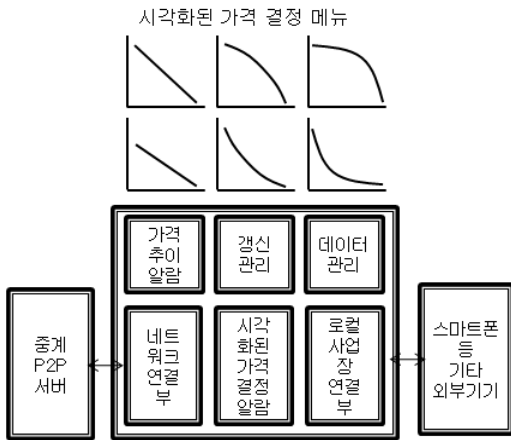 시각화된 가격 결정 메뉴
가격
추이
알람
갱신
관리
데이터
관리
중계
P2P
서버
네트
워크
연결
부
시각
화된
가격
결정
알람
로컬
사업
장
연결
부
스마트폰
등
기타
외부기기